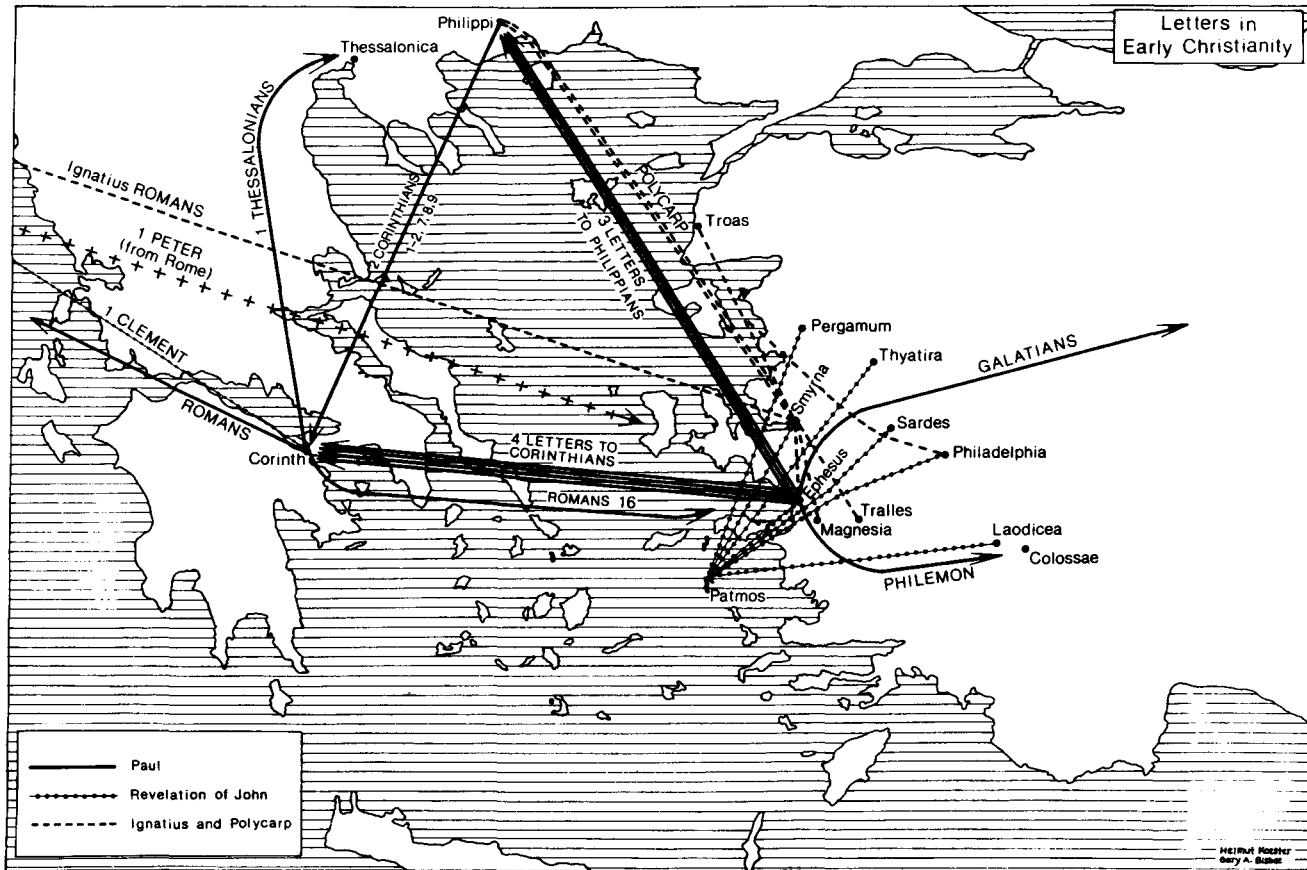 Letters in
Early Christianity
Philippi
Thessalonica
1 THESSALONIANS
Ignatius ROMANS
2 CORINTHIANS
1-2, 7, 8, 9
POLYCARP
3 LETTERS
TO PHILIPPIANS
Troas
1 PETER
(from Rome)
1 CLEMENT
ROMANS
Pergamum
Thyatira
GALATIANS
Smyrna
Sardes
Philadelphia
Corinth
4 LETTERS TO
CORINTHIANS
ROMANS 16
Ephesus
Tralles
Magnesia
Laodicea
Colossae
PHILEMON
Patmos
Paul
Revelation of John
Ignatius and Polycarp
Helmut Koester
Gary A. Bisbee